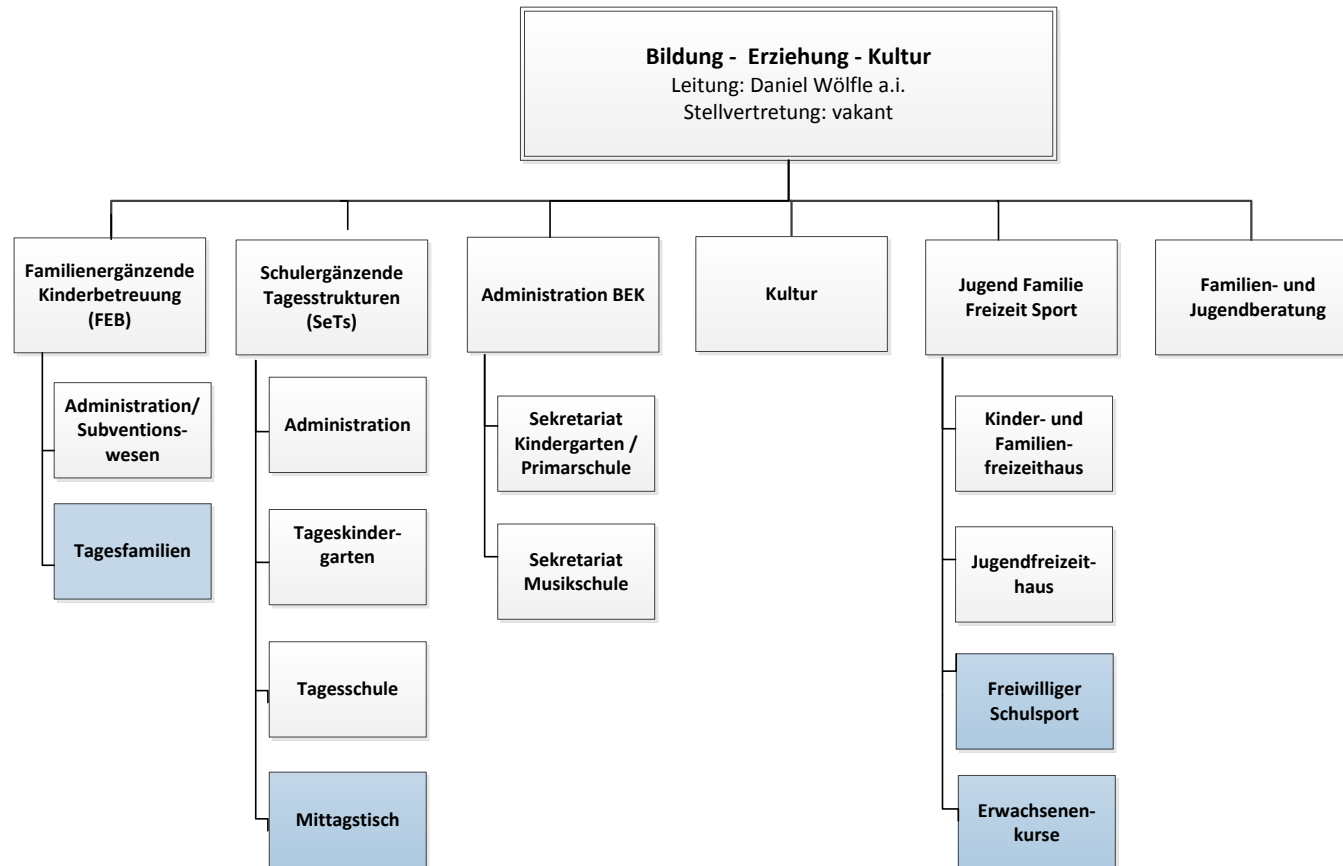 Bildung - Erziehung - Kultur
Leitung: Daniel Wölfle a.i.
Stellvertretung: vakant
Familienergänzende
Kinderbetreuung
(FEB)
Schulergänzende
Tagesstrukturen
(SeTs)
Administration BEK
Kultur
Jugend Familie
Freizeit Sport
Familien- und
Jugendberatung
Administration/
Subventions-
wesen
Tagesfamilien
Administration
Tageskinder-
garten
Tagesschule
Mittagstisch
Sekretariat
Kindergarten /
Primarschule
Sekretariat
Musikschule
Kinder- und
Familien-
freizeithaus
Jugendfreizeit-
haus
Freiwilliger
Schulsport
Erwachsenen-
kurse